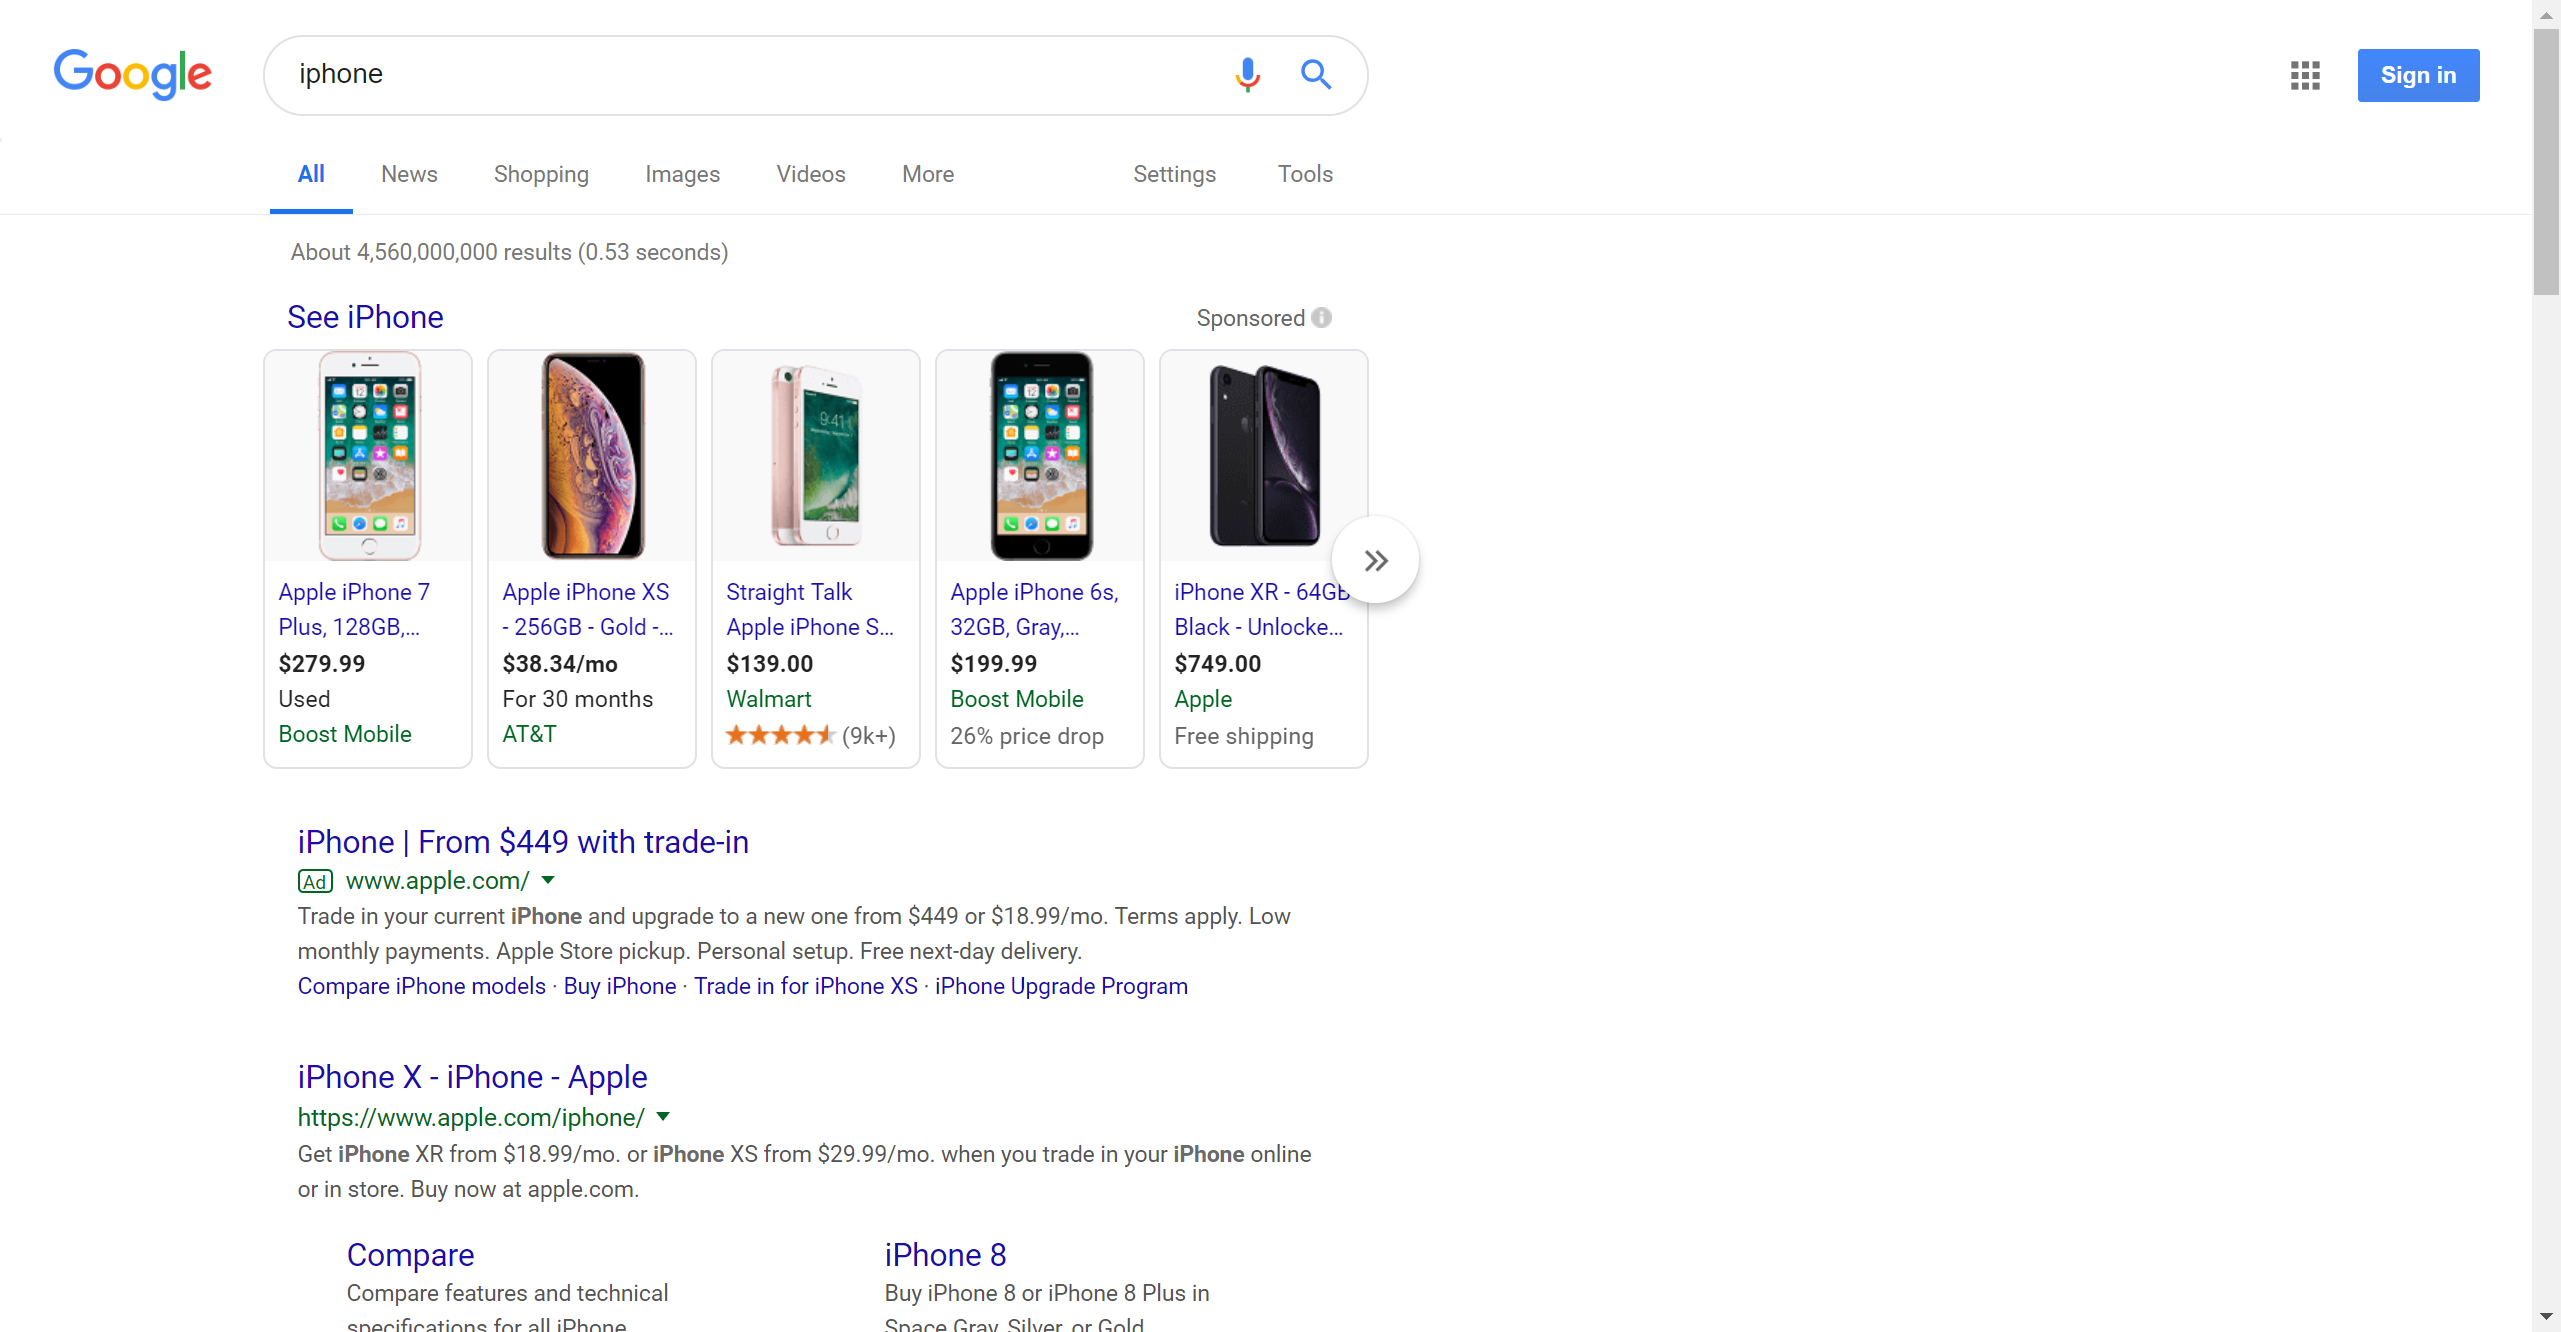 Google
iphone
Sign in
All News Shopping Images Videos More Settings Tools
About 4,560,000,000 results (0.53 seconds)
See iPhone
Sponsored
9:41
Apple iPhone 7
Plus, 128GB,...
$279.99
Used
Boost Mobile
Apple iPhone XS
- 256GB - Gold -...
$38.34/mo
For 30 months
AT&T
Straight Talk
Apple iPhone S...
$139.00
Walmart
(9k+)
Apple iPhone 6s,
32GB, Gray,...
$199.99
Boost Mobile
26% price drop
iPhone XR - 64GB
Black - Unlocke...
$749.00
Apple
Free shipping
iPhone | From $449 with trade-in
Ad www.apple.com/
Trade in your current iPhone and upgrade to a new one from $449 or $18.99/mo. Terms apply. Low
monthly payments. Apple Store pickup. Personal setup. Free next-day delivery.
Compare iPhone models · Buy iPhone · Trade in for iPhone XS · iPhone Upgrade Program
iPhone X - iPhone - Apple
https://www.apple.com/iphone/
Get iPhone XR from $18.99/mo. or iPhone XS from $29.99/mo. when you trade in your iPhone online
or in store. Buy now at apple.com.
Compare
Compare features and technical
specifications for all iPhone
iPhone 8
Buy iPhone 8 or iPhone 8 Plus in
Space Gray, Silver, or Gold